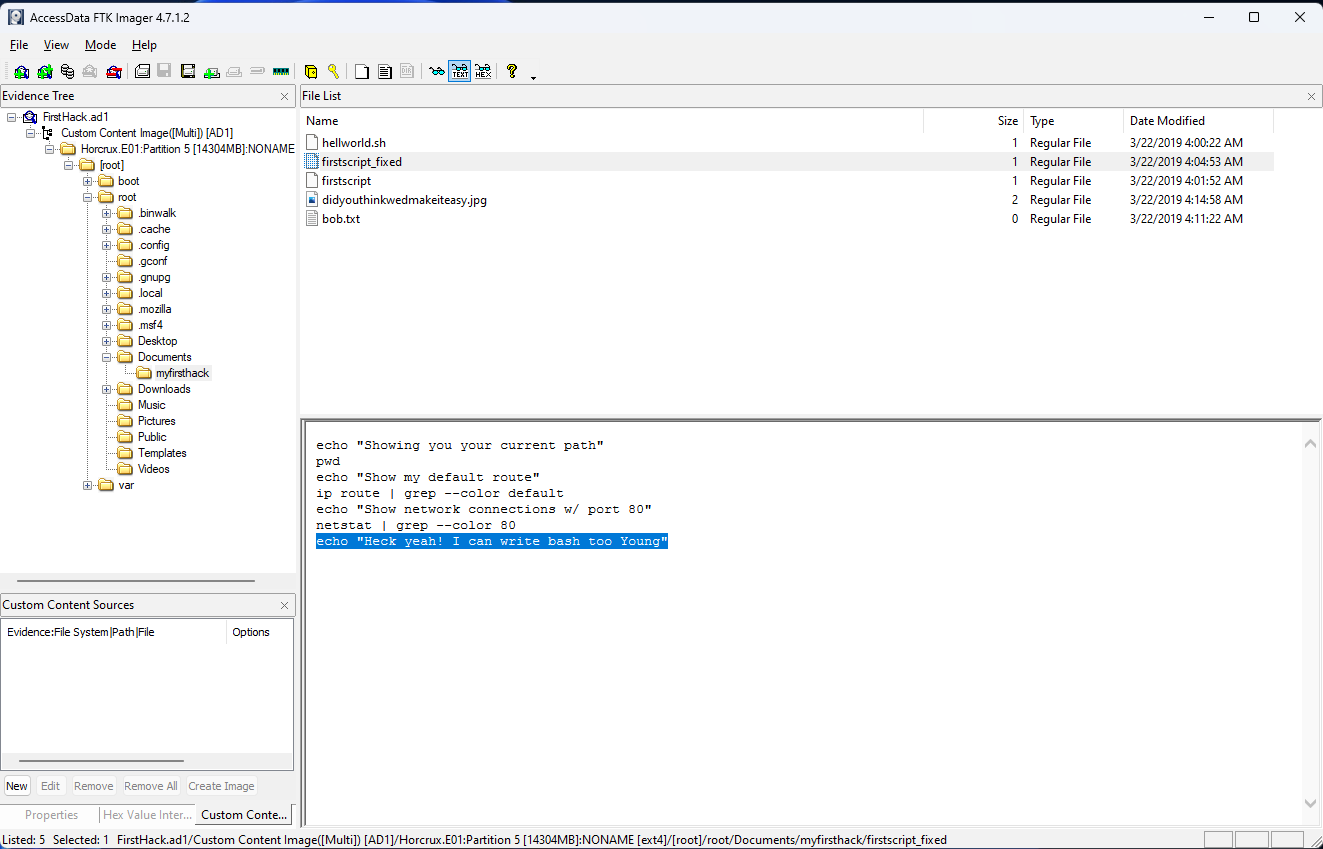 AccessData FTK Imager 4.7.1.2
File View Mode Help
TEXT HEX
Evidence Tree
FirstHack.ad1
Custom Content Image([Multi]) [AD1]
Horcrux.E01:Partition 5 [14304MB]:NONAME
[root]
boot
root
.binwalk
.cache
.config
.gconf
.gnupg
.local
.mozilla
.msf4
Desktop
Documents
myfirsthack
Downloads
Music
Pictures
Public
Templates
Videos
var
Custom Content Sources
Evidence:File System|Path|File Options
New Edit Remove Remove All Create Image
Properties Hex Value Inter... Custom Conte...
File List
Name Size Type Date Modified
hellworld.sh 1 Regular File 3/22/2019 4:00:22 AM
firstscript_fixed 1 Regular File 3/22/2019 4:04:53 AM
firstscript 1 Regular File 3/22/2019 4:01:52 AM
didyouthinkwedmakeiteasy.jpg 2 Regular File 3/22/2019 4:14:58 AM
bob.txt 0 Regular File 3/22/2019 4:11:22 AM
echo "Showing you your current path"
pwd
echo "Show my default route"
ip route | grep --color default
echo "Show network connections w/ port 80"
netstat | grep --color 80
echo "Heck yeah! I can write bash too Young"
Listed: 5 Selected: 1 FirstHack.ad1/Custom Content Image([Multi]) [AD1]/Horcrux.E01:Partition 5 [14304MB]:NONAME [ext4]/[root]/root/Documents/myfirsthack/firstscript_fixed